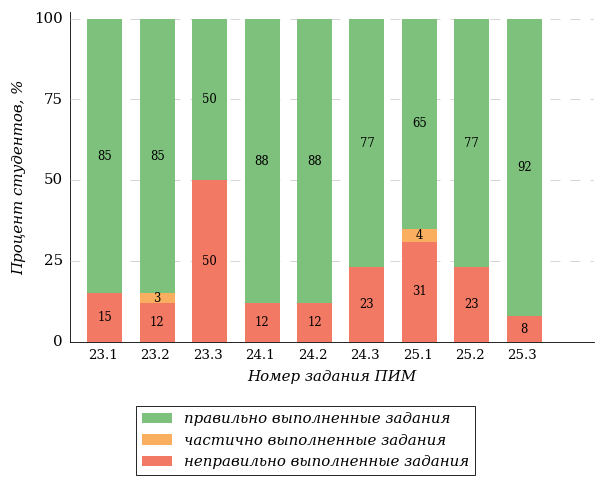 Процент студентов, %
100
75
50
25
0
85 85 50 88 88 77 65 77 92
3 4
15 12 50 12 12 23 31 23 8
23.1 23.2 23.3 24.1 24.2 24.3 25.1 25.2 25.3
Номер задания ПИМ
правильно выполненные задания
частично выполненные задания
неправильно выполненные задания